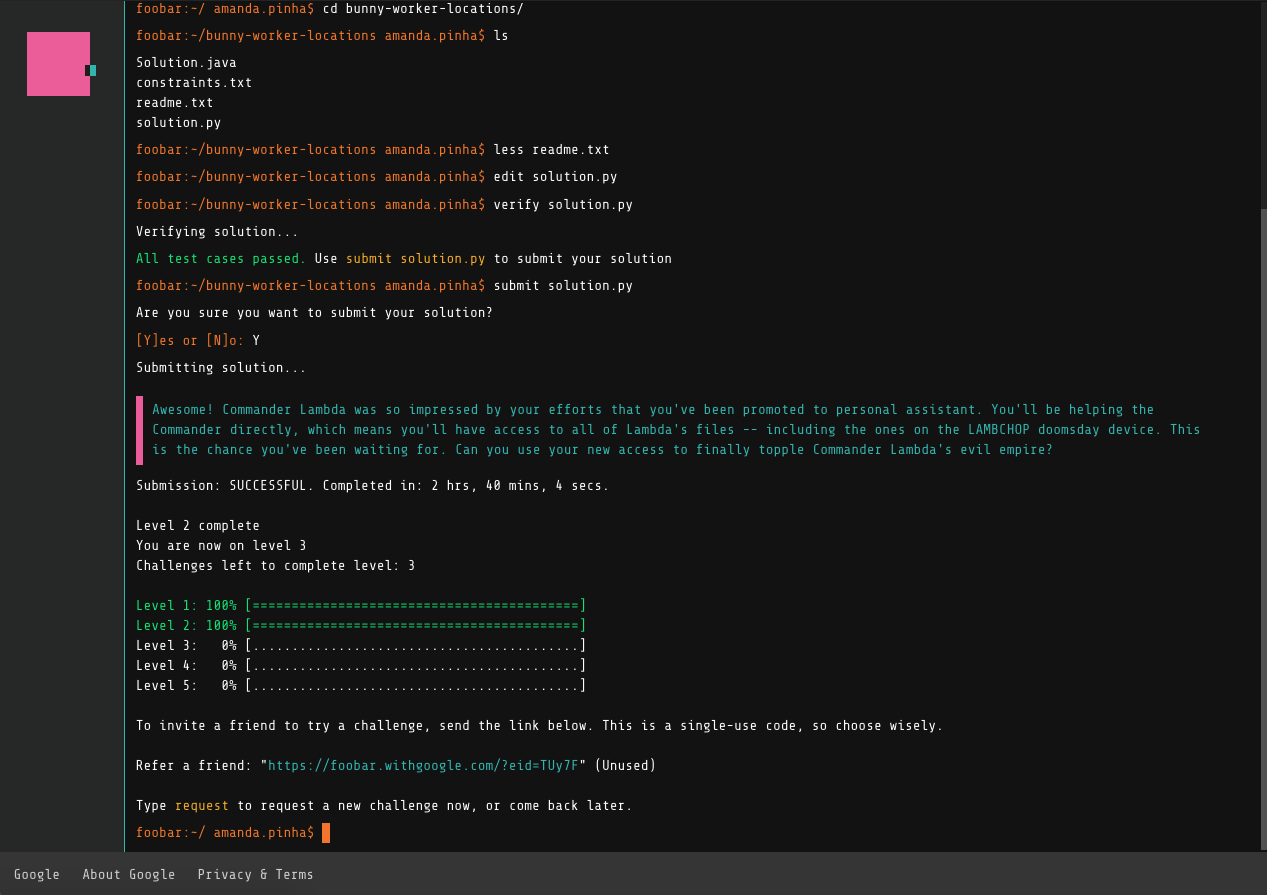 foobar:~/ amanda.pinha$ cd bunny-worker-locations/
foobar:~/bunny-worker-locations amanda.pinha$ ls
Solution.java
constraints.txt
readme.txt
solution.py
foobar:~/bunny-worker-locations amanda.pinha$ less readme.txt
foobar:~/bunny-worker-locations amanda.pinha$ edit solution.py
foobar:~/bunny-worker-locations amanda.pinha$ verify solution.py
Verifying solution...
All test cases passed. Use submit solution.py to submit your solution
foobar:~/bunny-worker-locations amanda.pinha$ submit solution.py
Are you sure you want to submit your solution?
[Y]es or [N]o: Y
Submitting solution...
Awesome! Commander Lambda was so impressed by your efforts that you've been promoted to personal assistant. You'll be helping the
Commander directly, which means you'll have access to all of Lambda's files -- including the ones on the LAMBCHOP doomsday device. This
is the chance you've been waiting for. Can you use your new access to finally topple Commander Lambda's evil empire?
Submission: SUCCESSFUL. Completed in: 2 hrs, 40 mins, 4 secs.
Level 2 complete
You are now on level 3
Challenges left to complete level: 3
Level 1: 100% [==========================================]
Level 2: 100% [==========================================]
Level 3:   0% [..........................................]
Level 4:   0% [..........................................]
Level 5:   0% [..........................................]
To invite a friend to try a challenge, send the link below. This is a single-use code, so choose wisely.
Refer a friend: "https://foobar.withgoogle.com/?eid=TUy7F" (Unused)
Type request to request a new challenge now, or come back later.
foobar:~/ amanda.pinha$
Google About Google Privacy & Terms